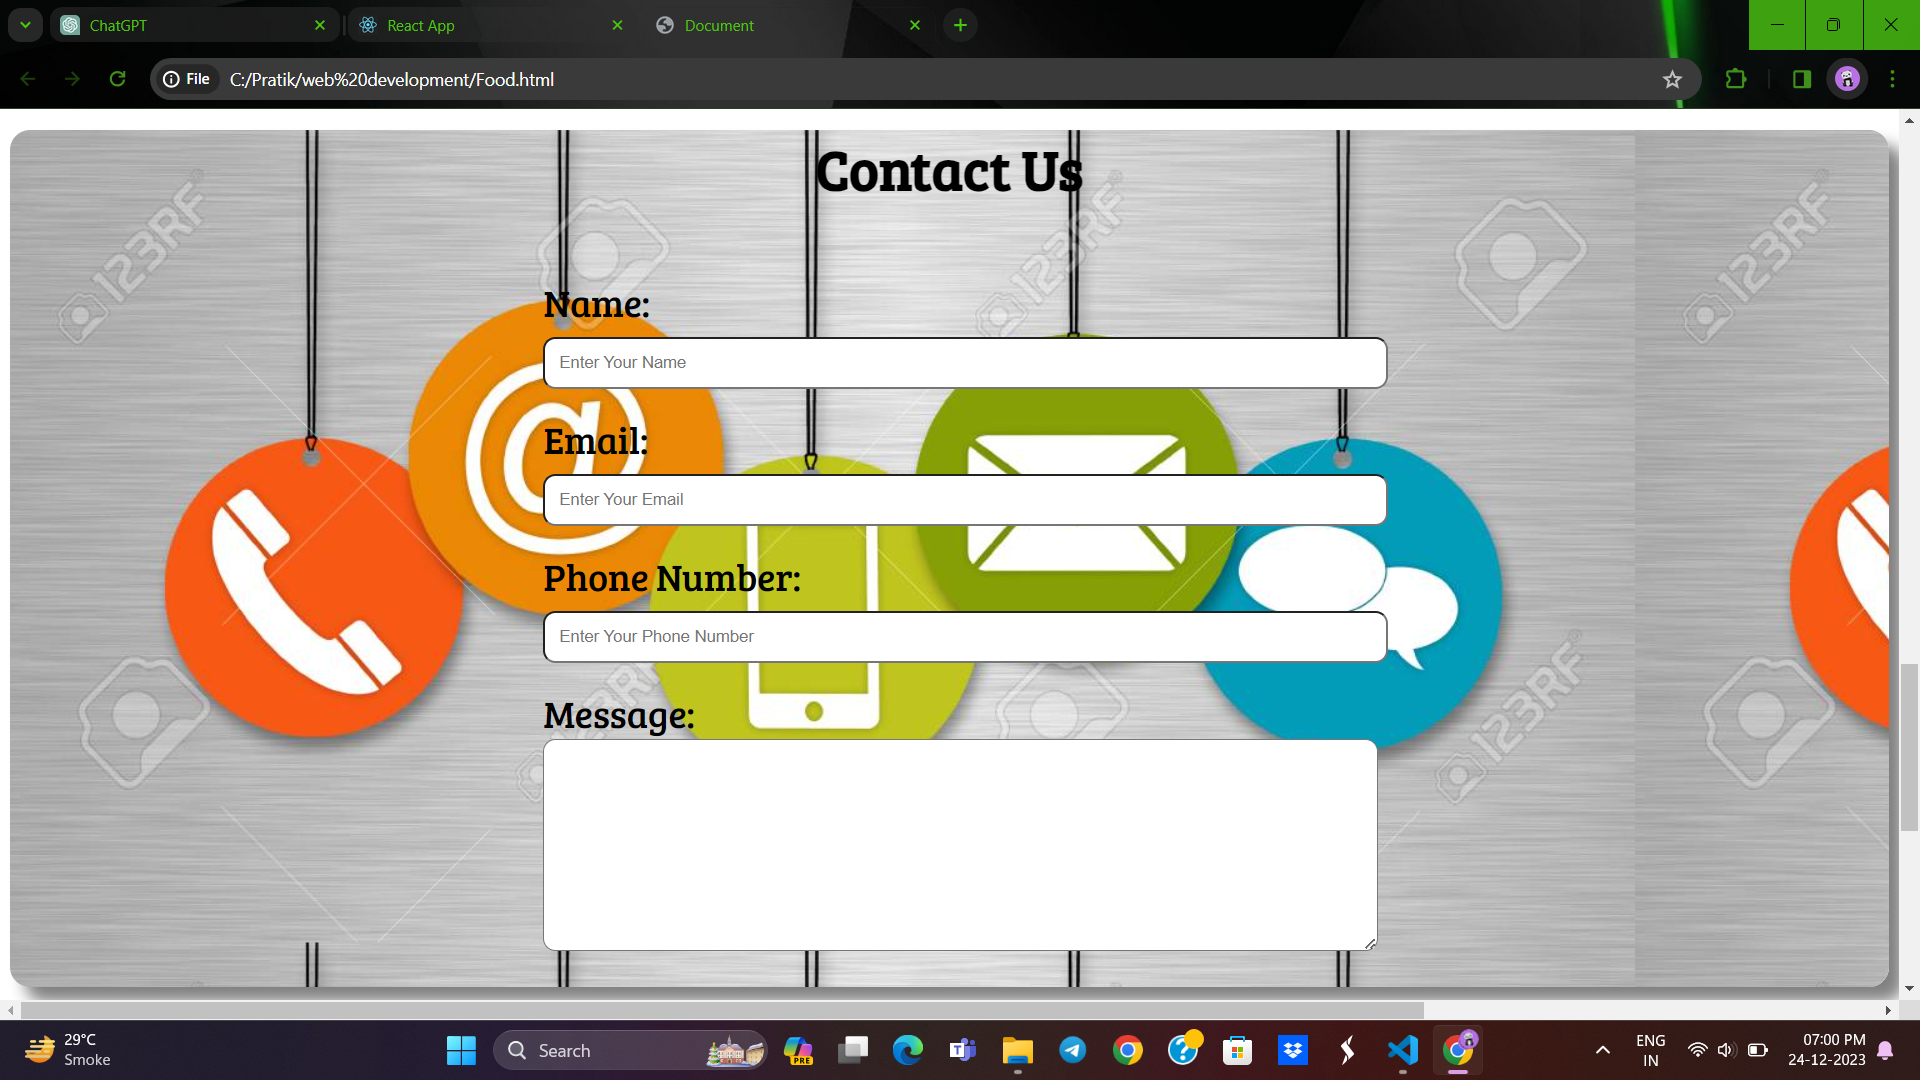 ChatGPT
React App
Document
File
C:/Pratik/web%20development/Food.html
Contact Us
123RF
123RF
123RF
Name:
Enter Your Name
Email:
@
Enter Your Email
Phone Number:
Enter Your Phone Number
123RF
123RF
Message:
29°C
Smoke
Search
PRE
ENG
IN
07:00 PM
24-12-2023